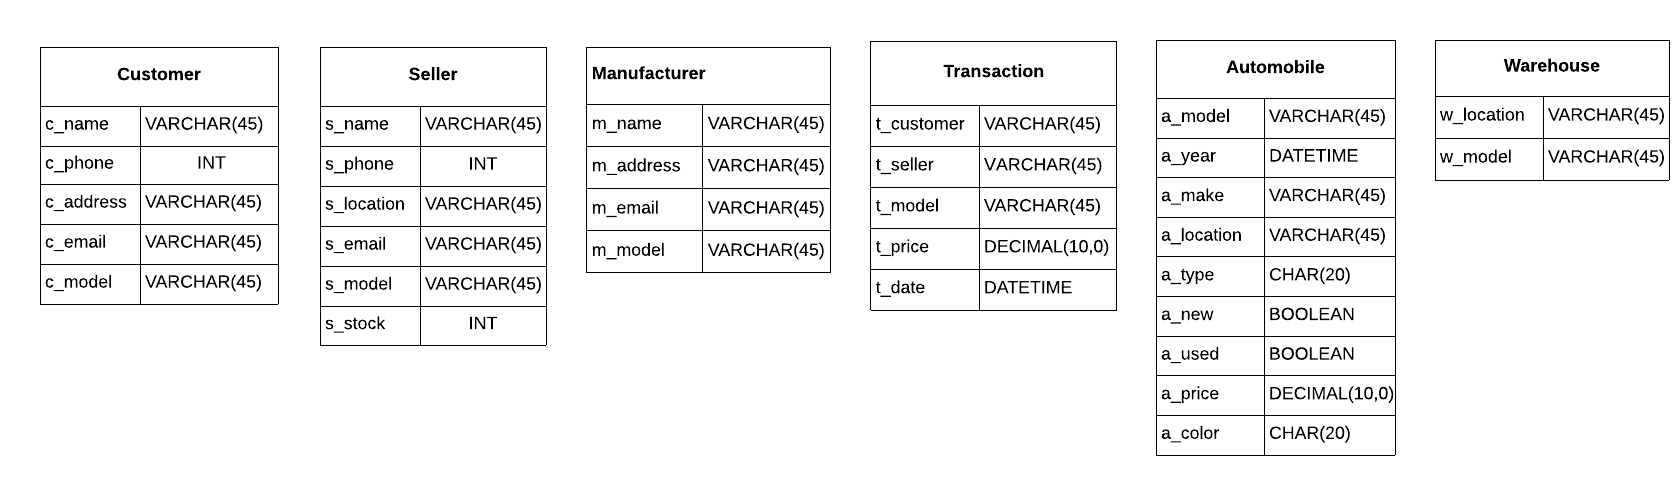 Customer
c_name VARCHAR(45)
c_phone INT
c_address VARCHAR(45)
c_email VARCHAR(45)
c_model VARCHAR(45)
Seller
s_name VARCHAR(45)
s_phone INT
s_location VARCHAR(45)
s_email VARCHAR(45)
s_model VARCHAR(45)
s_stock INT
Manufacturer
m_name VARCHAR(45)
m_address VARCHAR(45)
m_email VARCHAR(45)
m_model VARCHAR(45)
Transaction
t_customer VARCHAR(45)
t_seller VARCHAR(45)
t_model VARCHAR(45)
t_price DECIMAL(10,0)
t_date DATETIME
Automobile
a_model VARCHAR(45)
a_year DATETIME
a_make VARCHAR(45)
a_location VARCHAR(45)
a_type CHAR(20)
a_new BOOLEAN
a_used BOOLEAN
a_price DECIMAL(10,0)
a_color CHAR(20)
Warehouse
w_location VARCHAR(45)
w_model VARCHAR(45)